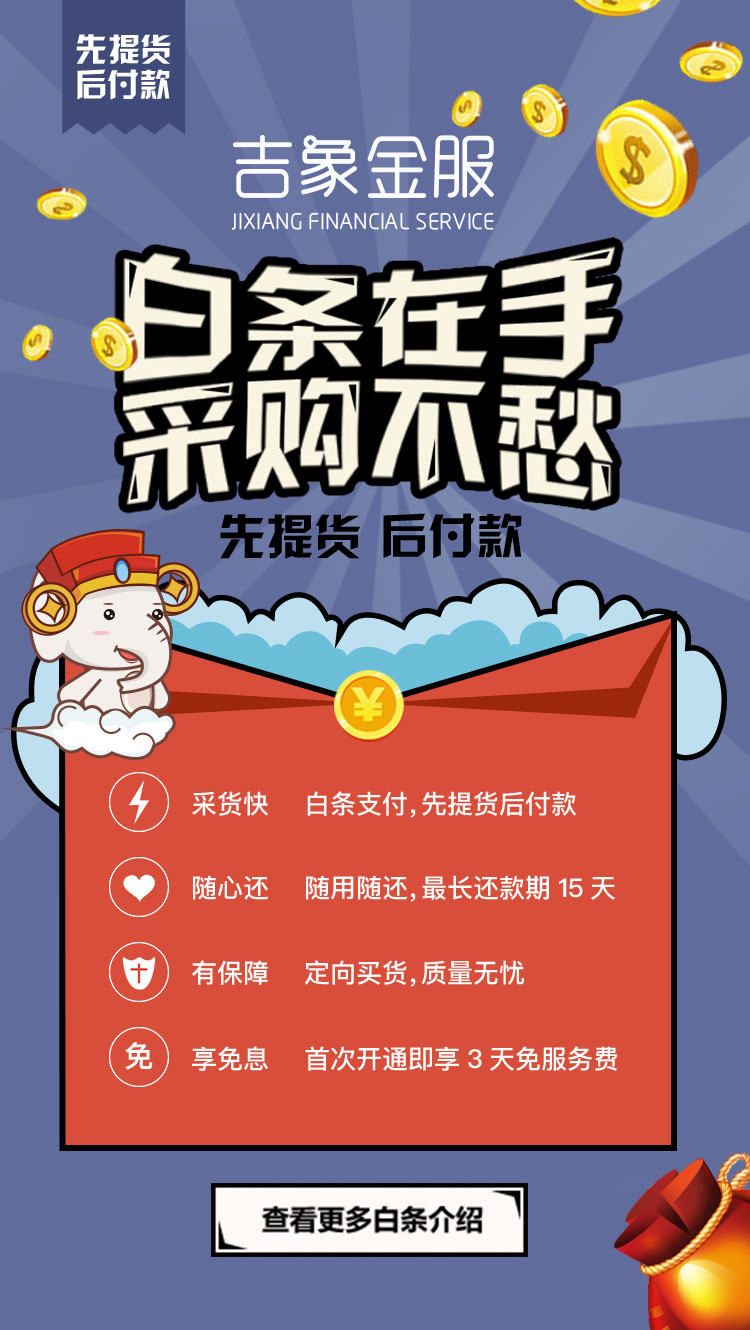 先提货
后付款
吉象金服
JIXIANG FINANCIAL SERVICE
白条在手
采购不愁
先提货 后付款
¥
采货快 白条支付,先提货后付款
随心还 随用随还,最长还款期 15 天
有保障 定向买货,质量无忧
免 享免息 首次开通即享 3 天免服务费
查看更多白条介绍